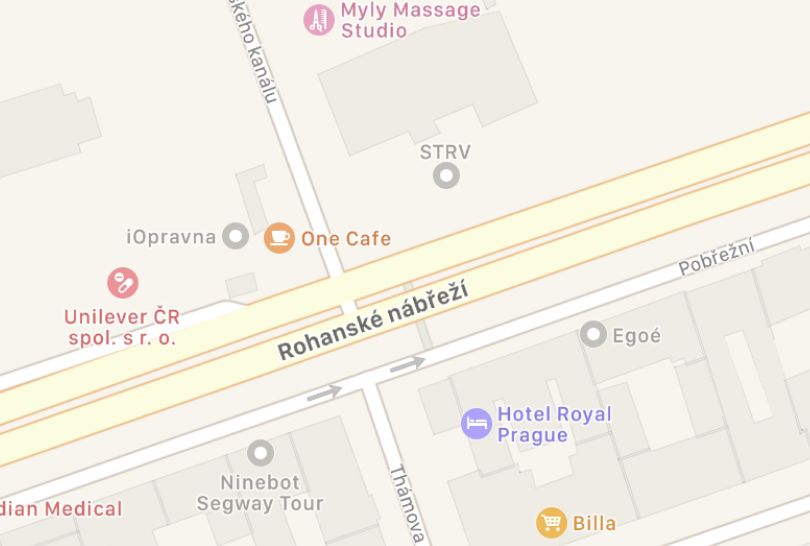 Myly Massage
Studio
ského kanálu
STRV
iOpravna
One Cafe
Pobřežní
Unilever ČR
spol. s r. o.
Rohanské nábřeží
Egoé
Hotel Royal
Prague
Ninebot
Segway Tour
Thámova
dian Medical
Billa